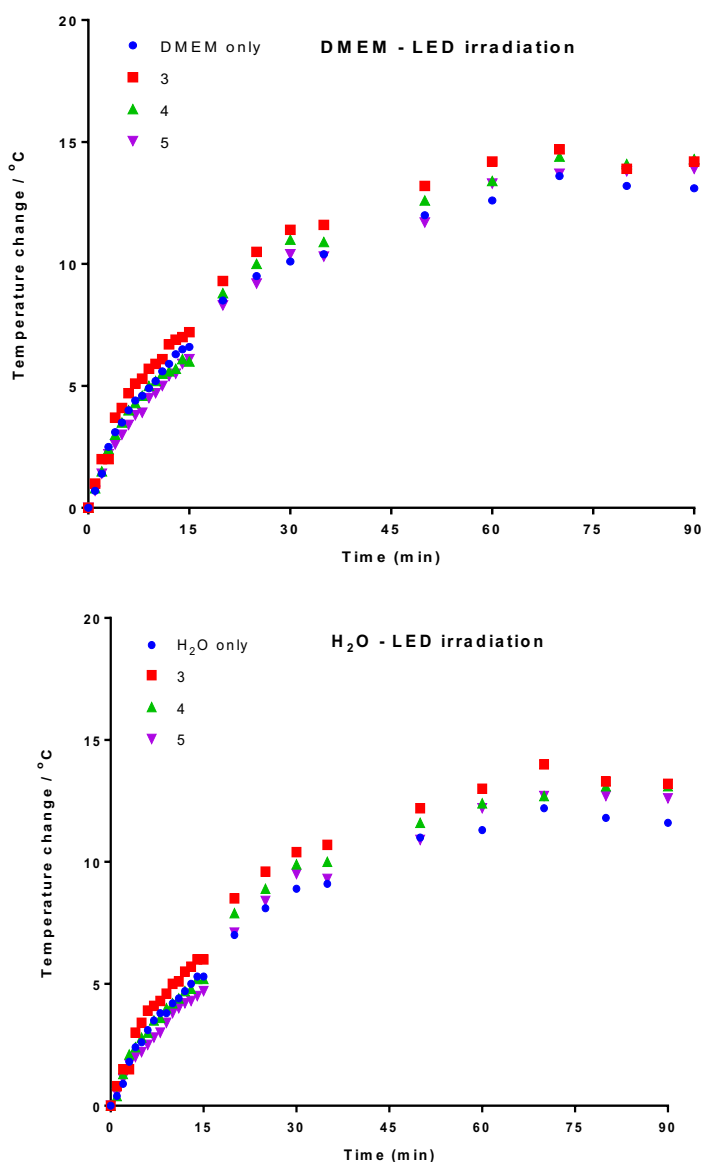 DMEM - LED irradiation
DMEM only
3
4
5
20
15
10
5
0
Temperature change / °C
0 15 30 45 60 75 90
Time (min)
H₂O - LED irradiation
H₂O only
3
4
5
20
15
10
5
0
Temperature change / °C
0 15 30 45 60 75 90
Time (min)